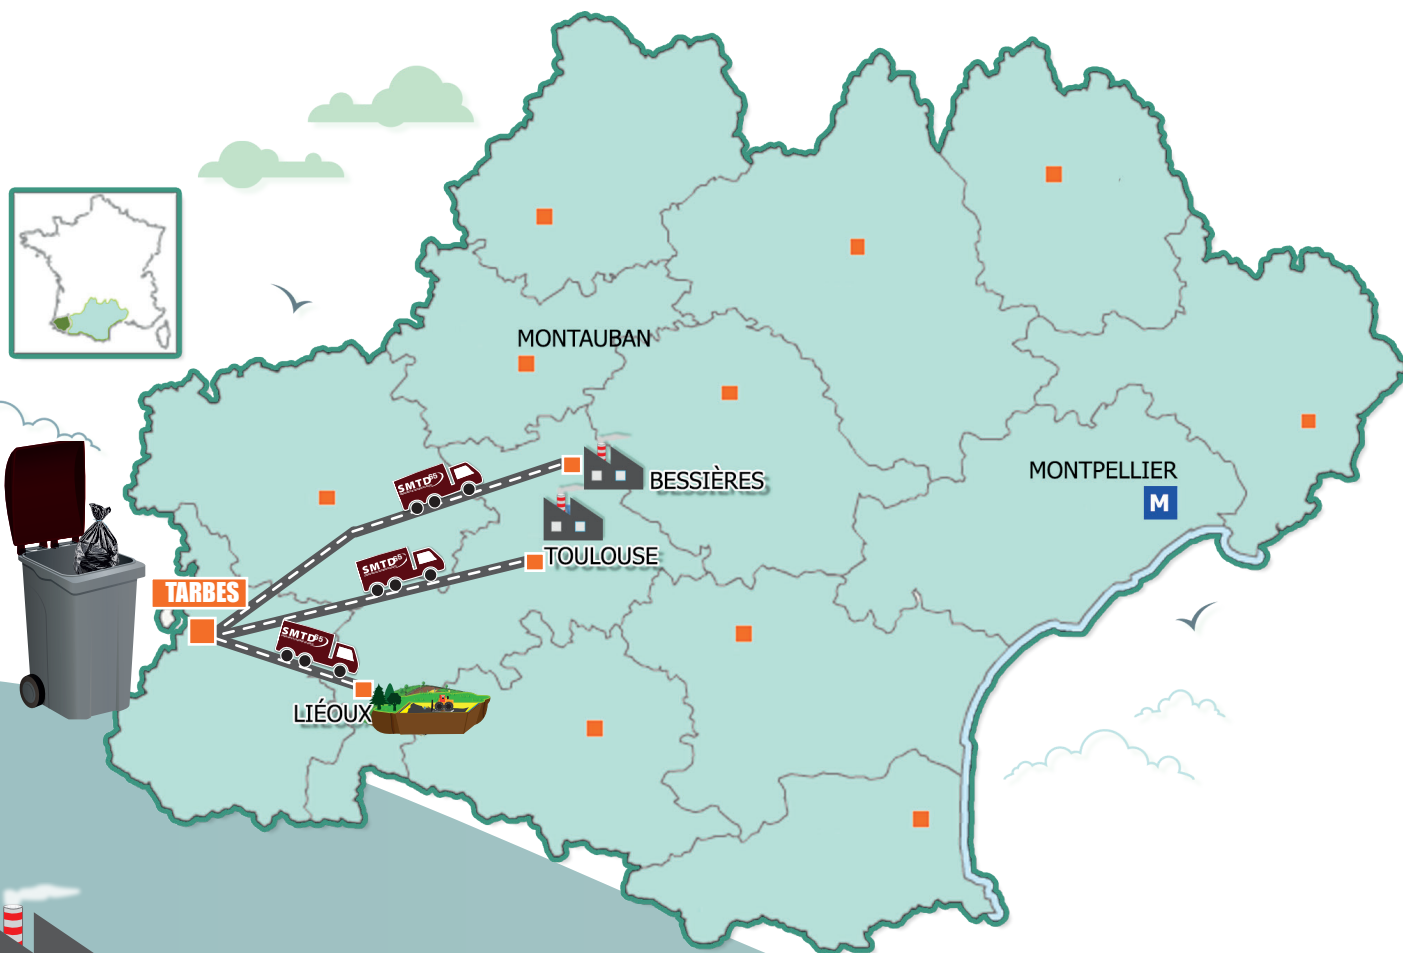 MONTAUBAN
MONTPELLIER
M
BESSIÈRES
SMTD65
TOULOUSE
SMTD65
TARBES
SMTD65
LIÉOUX